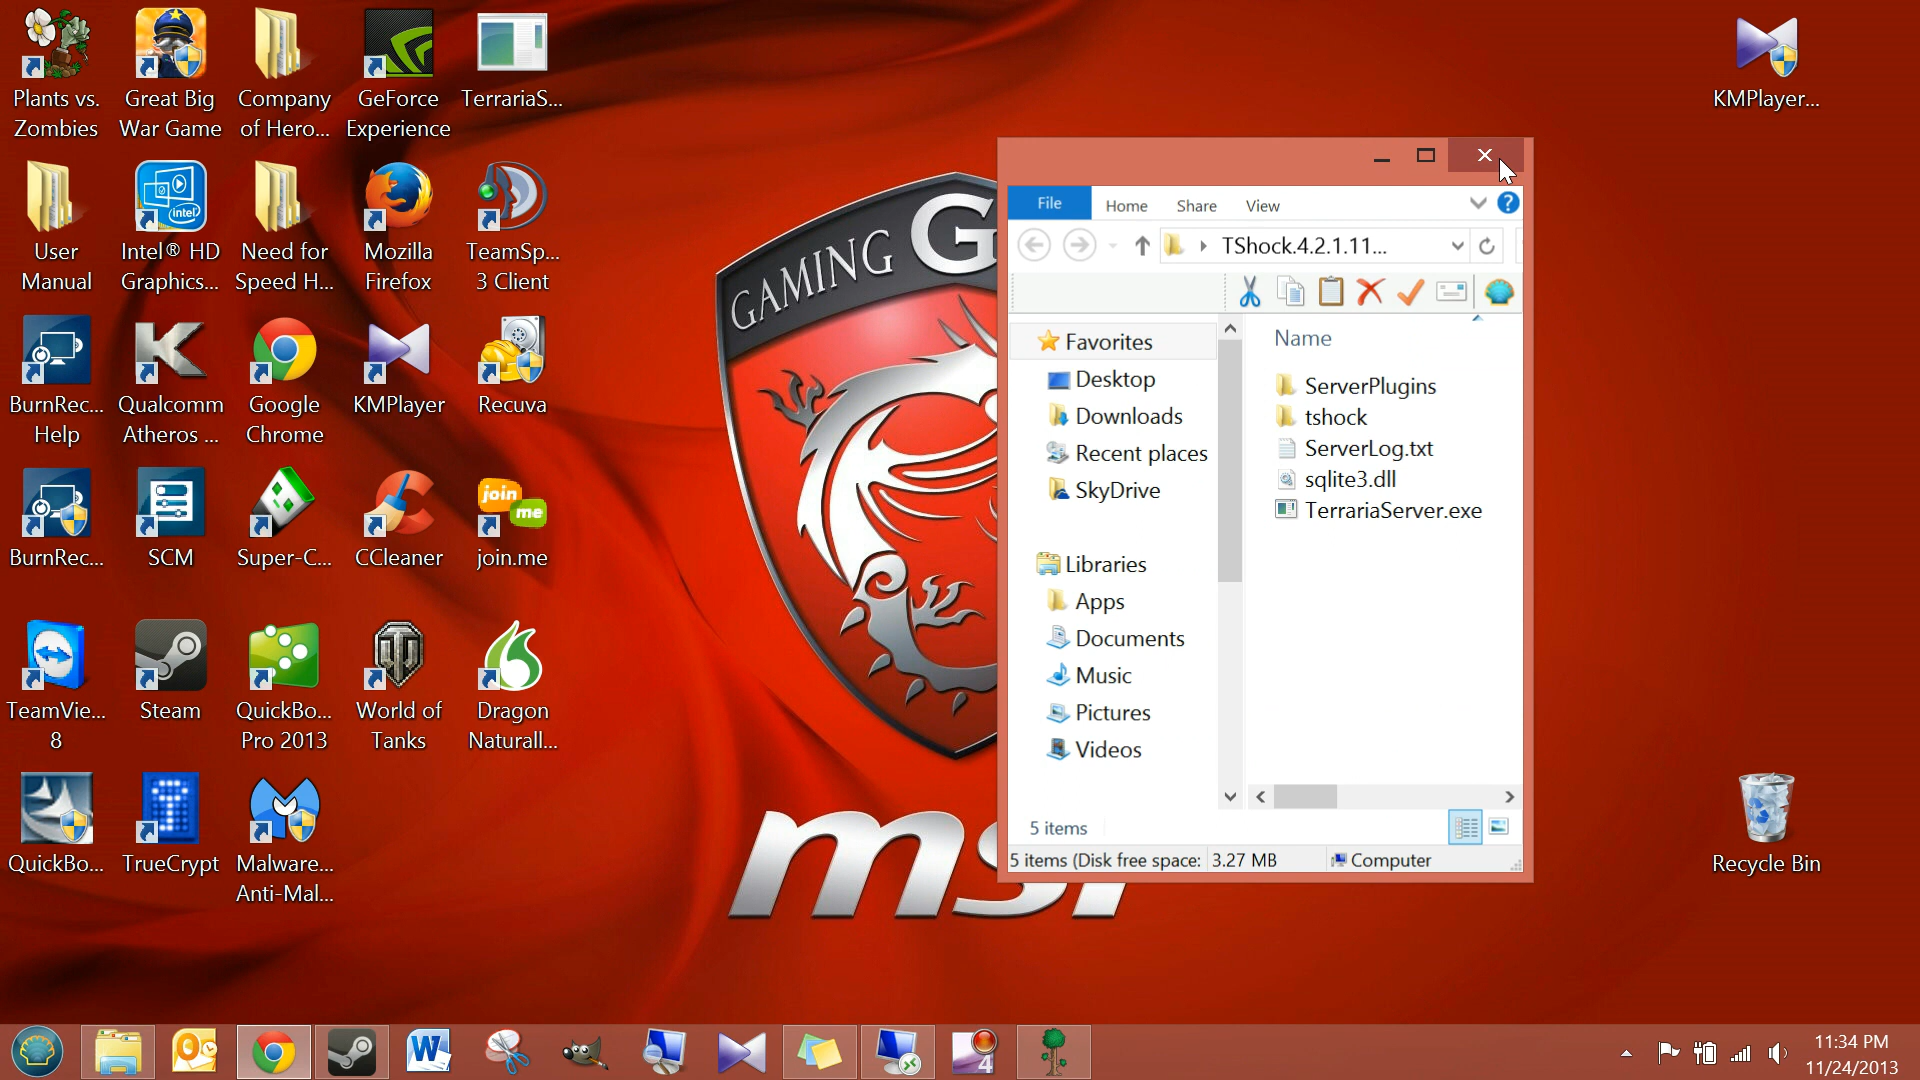 Plants vs.
Zombies
Great Big
War Game
Company
of Hero...
GeForce
Experience
TerrariaS...
KMPlayer...
User
Manual
intel
Intel® HD
Graphics...
Need for
Speed H...
Mozilla
Firefox
TeamSp...
3 Client
BurnRec...
Help
Qualcomm
Atheros ...
Google
Chrome
KMPlayer
Recuva
BurnRec...
SCM
Super-C...
CCleaner
join
me
join.me
TeamVie...
8
Steam
QuickBo...
Pro 2013
World of
Tanks
Dragon
Naturall...
QuickBo...
TrueCrypt
Malware...
Anti-Mal...
Recycle Bin
GAMING G
msi
File
Home
Share
View
TShock.4.2.1.11...
Favorites
Desktop
Downloads
Recent places
SkyDrive
Libraries
Apps
Documents
Music
Pictures
Videos
Name
ServerPlugins
tshock
ServerLog.txt
sqlite3.dll
TerrariaServer.exe
5 items
5 items (Disk free space:
3.27 MB
Computer
4
11:34 PM
11/24/2013